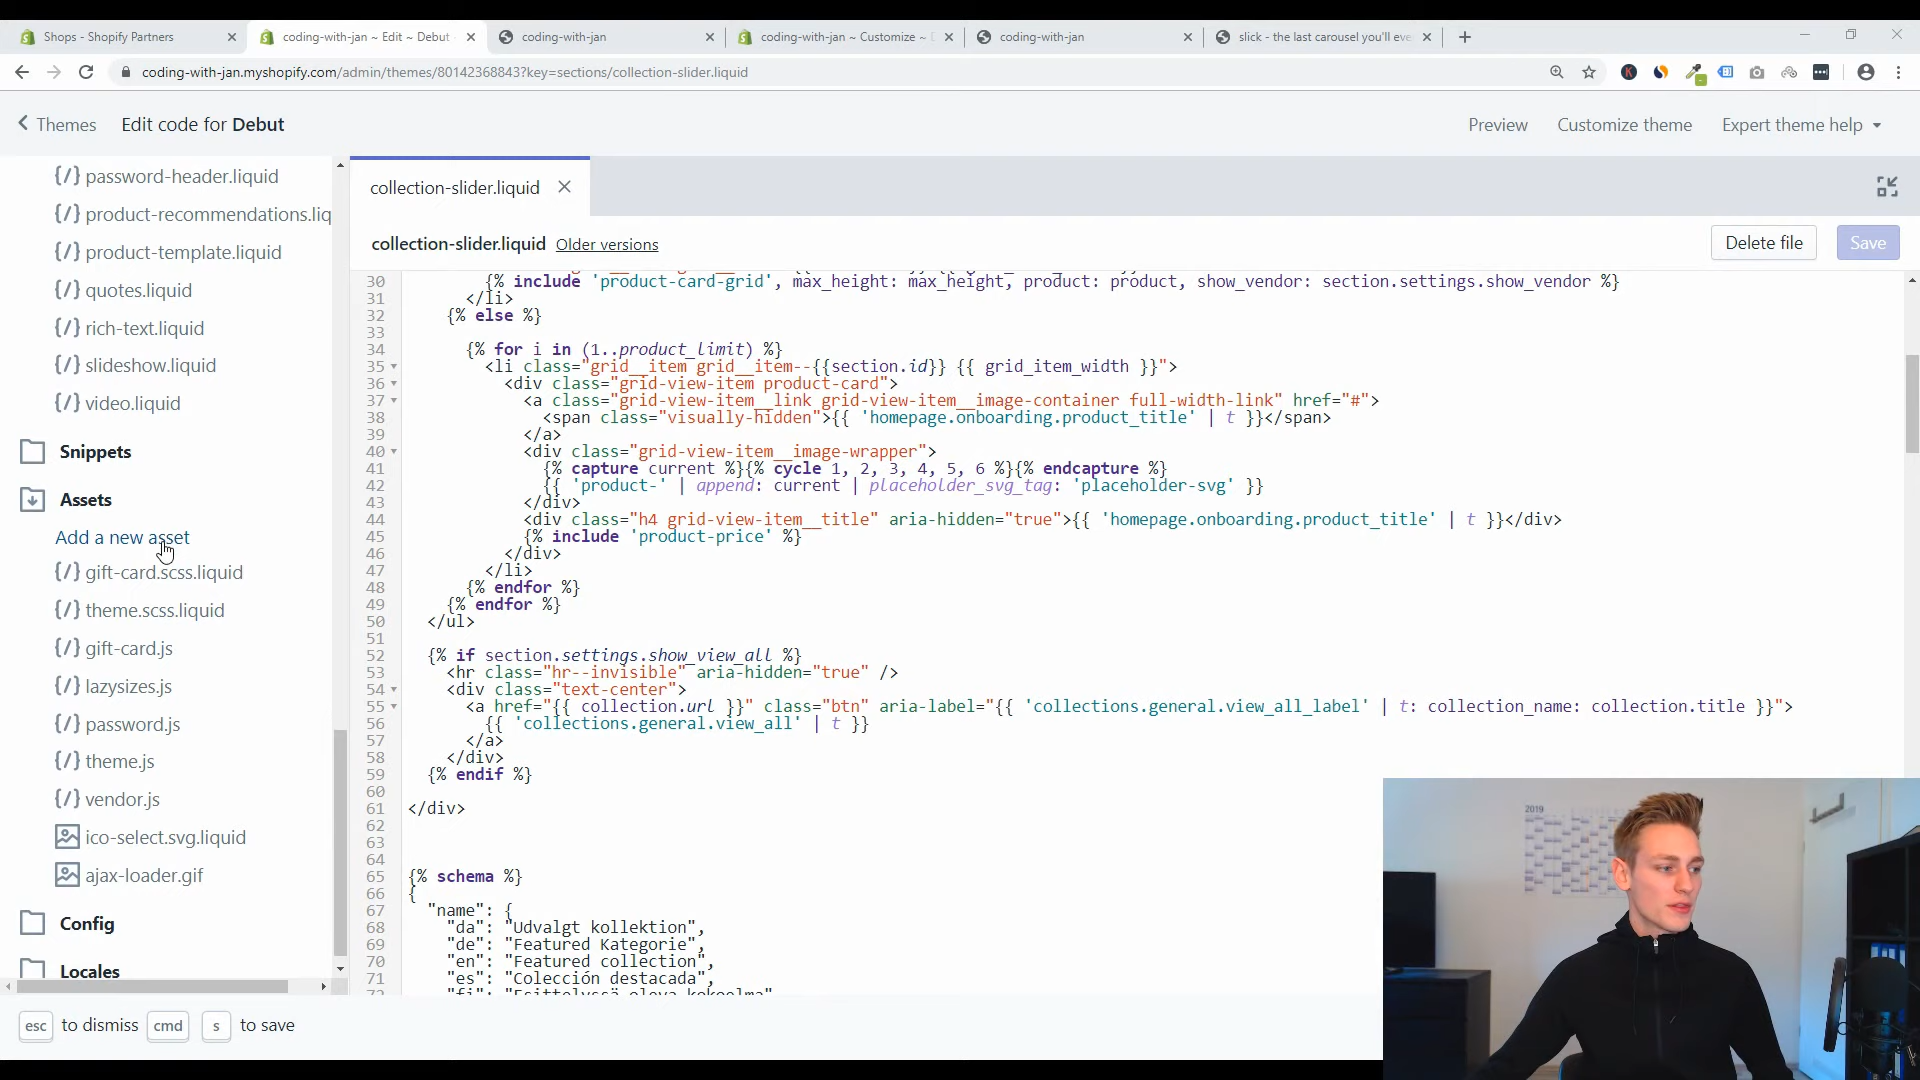 Shops - Shopify Partners
coding-with-jan ~ Edit ~ Debut
coding-with-jan
coding-with-jan ~ Customize ~ D
coding-with-jan
slick - the last carousel you'll eve
coding-with-jan.myshopify.com/admin/themes/80142368843?key=sections/collection-slider.liquid
Themes
Edit code for Debut
Preview
Customize theme
Expert theme help
{/} password-header.liquid
{/} product-recommendations.liq
{/} product-template.liquid
{/} quotes.liquid
{/} rich-text.liquid
{/} slideshow.liquid
{/} video.liquid
Snippets
Assets
Add a new asset
{/} gift-card.scss.liquid
{/} theme.scss.liquid
{/} gift-card.js
{/} lazysizes.js
{/} password.js
{/} theme.js
{/} vendor.js
ico-select.svg.liquid
ajax-loader.gif
Config
Locales
collection-slider.liquid
collection-slider.liquid Older versions
Delete file
Save
30 {% include 'product-card-grid', max_height: max_height, product: product, show_vendor: section.settings.show_vendor %}
31 </li>
32 {% else %}
33
34 {% for i in (1..product_limit) %}
35 <li class="grid__item grid__item--{{section.id}} {{ grid_item_width }}">
36 <div class="grid-view-item product-card">
37 <a class="grid-view-item__link grid-view-item__image-container full-width-link" href="#">
38 <span class="visually-hidden">{{ 'homepage.onboarding.product_title' | t }}</span>
39 </a>
40 <div class="grid-view-item__image-wrapper">
41 {% capture current %}{% cycle 1, 2, 3, 4, 5, 6 %}{% endcapture %}
42 {{ 'product-' | append: current | placeholder_svg_tag: 'placeholder-svg' }}
43 </div>
44 <div class="h4 grid-view-item__title" aria-hidden="true">{{ 'homepage.onboarding.product_title' | t }}</div>
45 {% include 'product-price' %}
46 </div>
47 </li>
48 {% endfor %}
49 {% endfor %}
50 </ul>
51
52 {% if section.settings.show_view_all %}
53 <hr class="hr--invisible" aria-hidden="true" />
54 <div class="text-center">
55 <a href="{{ collection.url }}" class="btn" aria-label="{{ 'collections.general.view_all_label' | t: collection_name: collection.title }}">
56 {{ 'collections.general.view_all' | t }}
57 </a>
58 </div>
59 {% endif %}
60
61 </div>
62
63
64
65 {% schema %}
66 {
67 "name": {
68 "da": "Udvalgt kollektion",
69 "de": "Featured Kategorie",
70 "en": "Featured collection",
71 "es": "Colección destacada",
esc to dismiss cmd s to save
2019